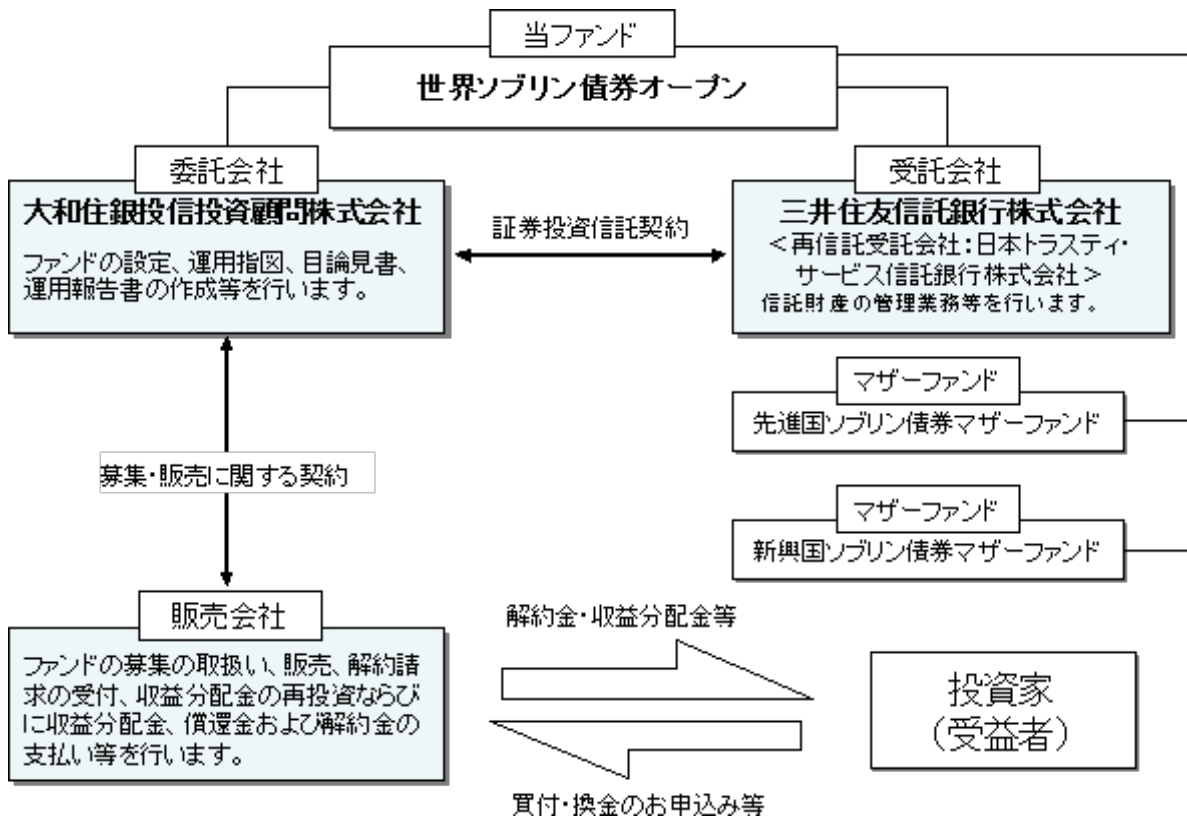 当ファンド
世界ソブリン債券オープン
委託会社
大和住銀投信投資顧問株式会社
ファンドの設定、運用指図、目論見書、
運用報告書の作成等を行います。
証券投資信託契約
受託会社
三井住友信託銀行株式会社
＜再信託受託会社：日本トラスティ・
サービス信託銀行株式会社＞
信託財産の管理業務等を行います。
マザーファンド
先進国ソブリン債券マザーファンド
募集・販売に関する契約
マザーファンド
新興国ソブリン債券マザーファンド
販売会社
ファンドの募集の取扱い、販売、解約請
求の受付、収益分配金の再投資ならび
に収益分配金、償還金および解約金の
支払い等を行います。
解約金・収益分配金等
投資家
（受益者）
買付・換金のお申込み等